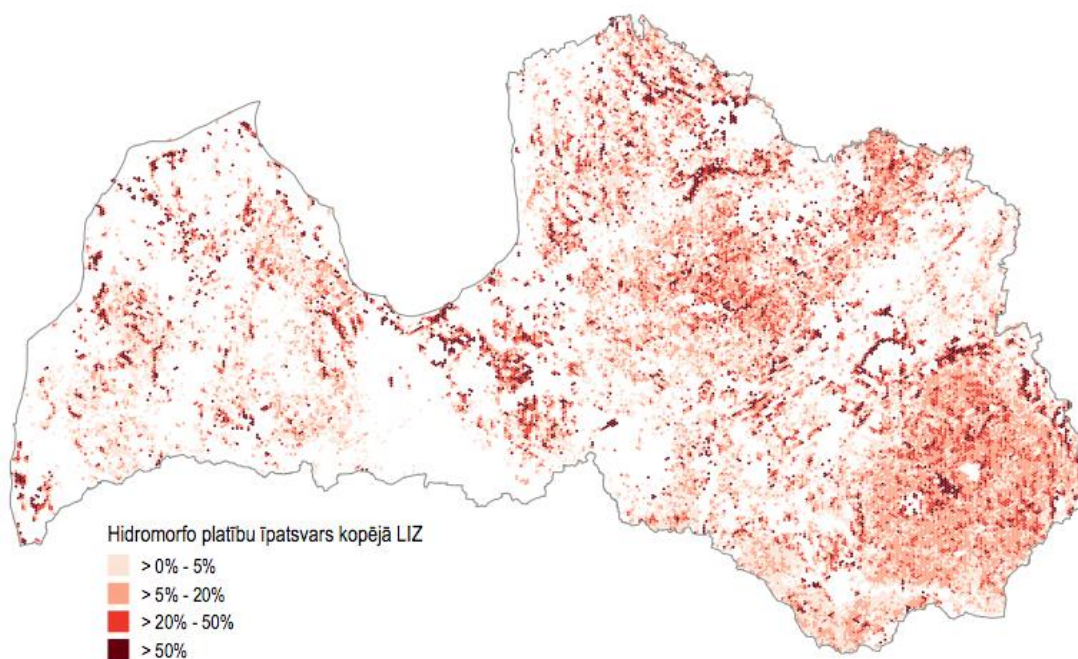 Hidromorfo platību īpatsvars kopējā LIZ
> 0% - 5%
> 5% - 20%
> 20% - 50%
> 50%